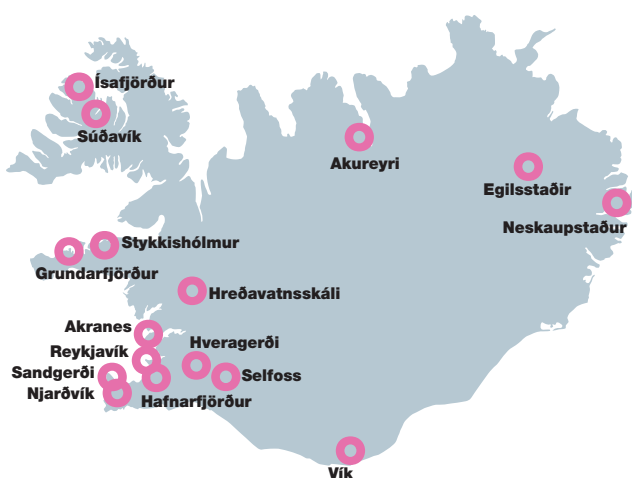 Ísafjörður
Súðavík
Akureyri
Egilsstaðir
Neskaupstaður
Stykkishólmur
Grundarfjörður
Hreðavatnsskáli
Akranes
Reykjavík
Hveragerði
Sandgerði
Selfoss
Njarðvík
Hafnarfjörður
Vík